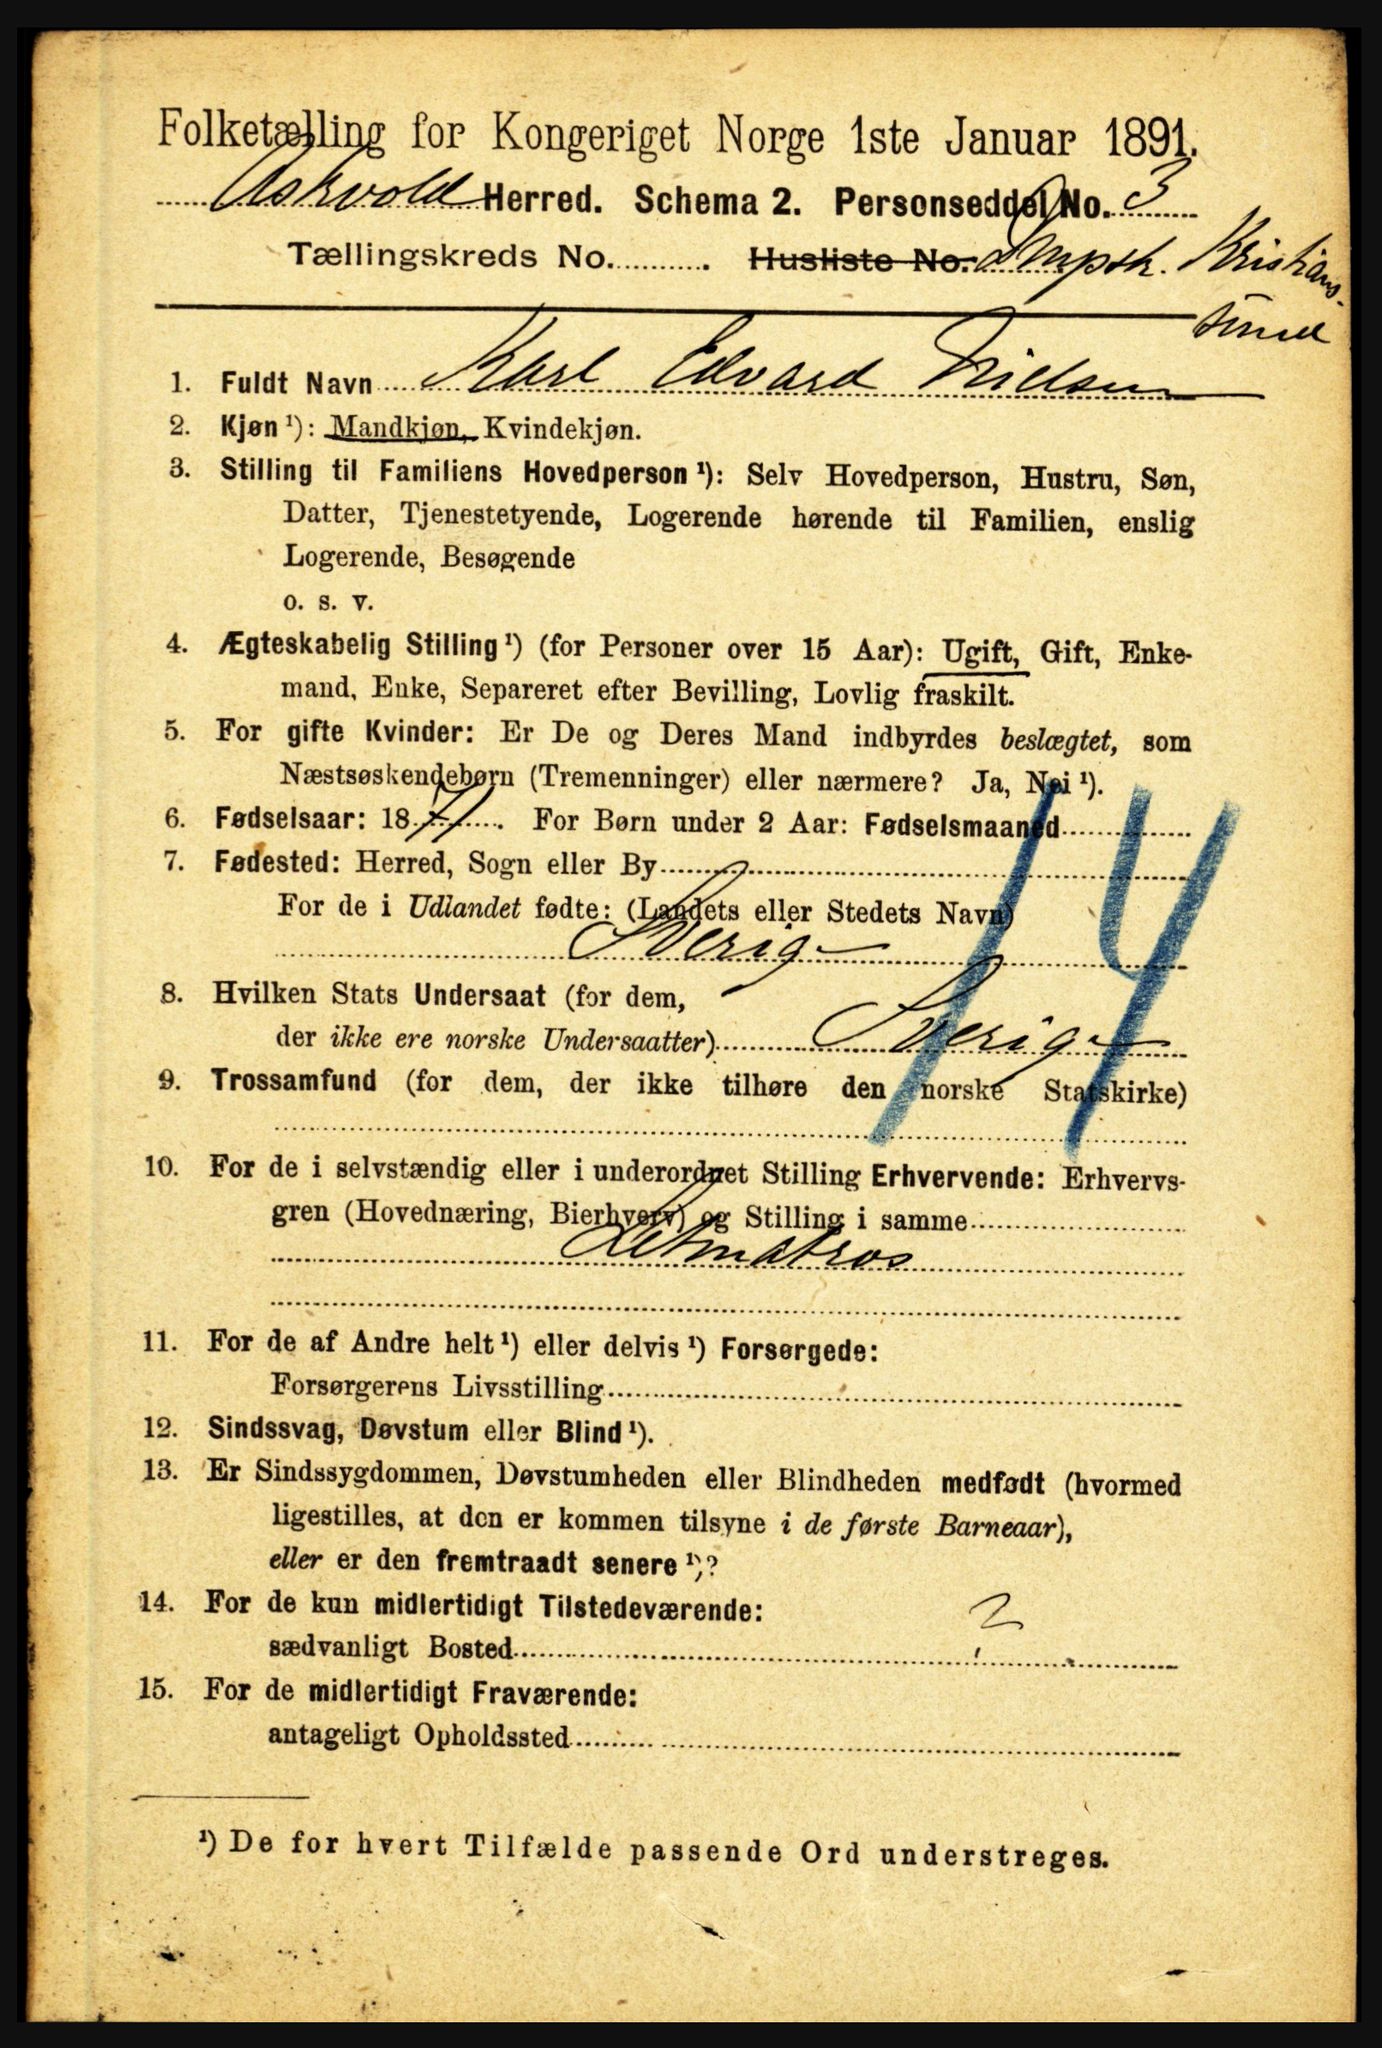 Folketælling for Kongeriget Norge 1ste Januar 1891.
Askvold Herred. Schema 2. Personseddel No. 3
Tællingskreds No. Husliste No. Dmpsk. Kristians-
sund
1. Fuldt Navn Karl Edvard Nielsen
2. Kjøn ¹): Mandkjøn, Kvindekjøn.
3. Stilling til Familiens Hovedperson ¹): Selv Hovedperson, Hustru, Søn,
Datter, Tjenestetyende, Logerende hørende til Familien, enslig
Logerende, Besøgende
o. s. v.
4. Ægteskabelig Stilling ¹) (for Personer over 15 Aar): Ugift, Gift, Enke-
mand, Enke, Separeret efter Bevilling, Lovlig fraskilt.
5. For gifte Kvinder: Er De og Deres Mand indbyrdes beslægtet, som
Næstsøskendebørn (Tremenninger) eller nærmere? Ja, Nei ¹).
6. Fødselsaar: 1871. For Børn under 2 Aar: Fødselsmaaned
7. Fødested: Herred, Sogn eller By
For de i Udlandet fødte: (Landets eller Stedets Navn)
Sverig
8. Hvilken Stats Undersaat (for dem,
der ikke ere norske Undersaatter) Sverig
9. Trossamfund (for dem, der ikke tilhøre den norske Statskirke)
14
10. For de i selvstændig eller i underordnet Stilling Erhvervende: Erhvervs-
gren (Hovednæring, Bierhverv) og Stilling i samme
Letmatros
11. For de af Andre helt ¹) eller delvis ¹) Forsørgede:
Forsørgerens Livsstilling
12. Sindssvag, Døvstum eller Blind ¹).
13. Er Sindssygdommen, Døvstumheden eller Blindheden medfødt (hvormed
ligestilles, at den er kommen tilsyne i de første Barneaar),
eller er den fremtraadt senere ¹)?
14. For de kun midlertidigt Tilstedeværende:
sædvanligt Bosted ?
15. For de midlertidigt Fraværende:
antageligt Opholdssted
¹) De for hvert Tilfælde passende Ord understreges.